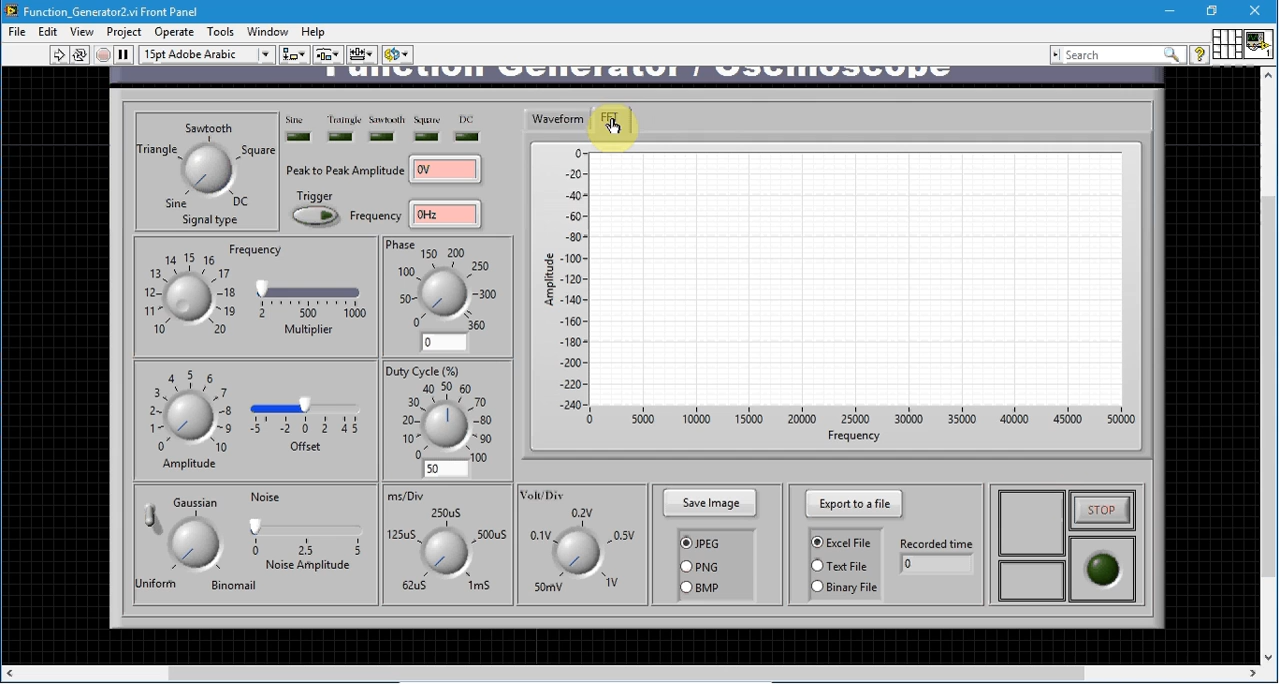 Function_Generator2.vi Front Panel
File Edit View Project Operate Tools Window Help
15pt Adobe Arabic
Search
?
1
Function Generator / Oscilloscope
Sawtooth
Triangle
Square
Sine
DC
Signal type
Sine Traingle Sawtooth Square DC
Peak to Peak Amplitude 0V
Trigger
Frequency 0Hz
Frequency
10 11 12 13 14 15 16 17 18 19 20
2 500 1000
Multiplier
Phase
0 50 100 150 200 250 300 360
0
0 1 2 3 4 5 6 7 8 9 10
Amplitude
-5 -2 0 2 4 5
Offset
Duty Cycle (%)
0 10 20 30 40 50 60 70 80 90 100
50
Gaussian
Uniform
Binomail
Noise
0 2.5 5
Noise Amplitude
ms/Div
250uS
125uS
500uS
62uS
1mS
Volt/Div
0.2V
0.1V
0.5V
50mV
1V
Waveform FFT
Amplitude
0
-20
-40
-60
-80
-100
-120
-140
-160
-180
-200
-220
-240
0 5000 10000 15000 20000 25000 30000 35000 40000 45000 50000
Frequency
Save Image
JPEG
PNG
BMP
Export to a file
Excel File
Text File
Binary File
Recorded time
0
STOP